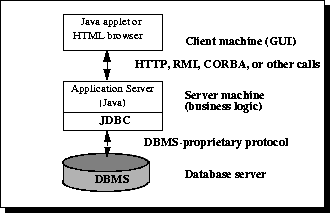 Java applet or
HTML browser
Client machine (GUI)
HTTP, RMI, CORBA, or other calls
Application Server
(Java)
JDBC
Server machine
(business logic)
DBMS-proprietary protocol
DBMS
Database server